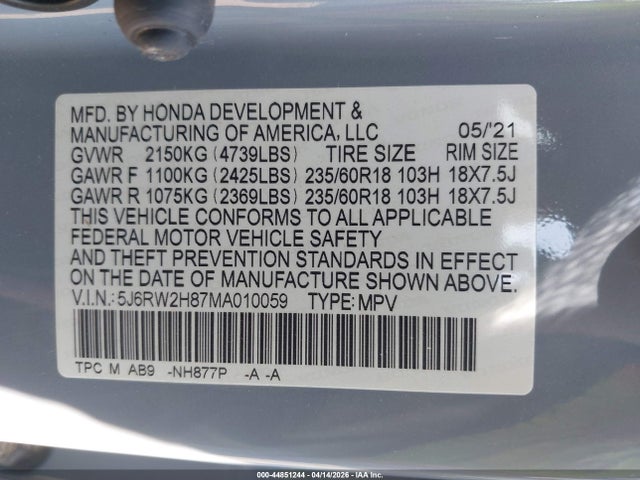 MFD. BY HONDA DEVELOPMENT &
MANUFACTURING OF AMERICA, LLC 05/'21
GVWR 2150KG (4739LBS) TIRE SIZE RIM SIZE
GAWR F 1100KG (2425LBS) 235/60R18 103H 18X7.5J
GAWR R 1075KG (2369LBS) 235/60R18 103H 18X7.5J
THIS VEHICLE CONFORMS TO ALL APPLICABLE
FEDERAL MOTOR VEHICLE SAFETY
AND THEFT PREVENTION STANDARDS IN EFFECT
ON THE DATE OF MANUFACTURE SHOWN ABOVE.
V.I.N.:5J6RW2H87MA010059 TYPE:MPV
TPC M AB9 -NH877P -A -A
000-44851244 | 04/14/2026 | IAA Inc.